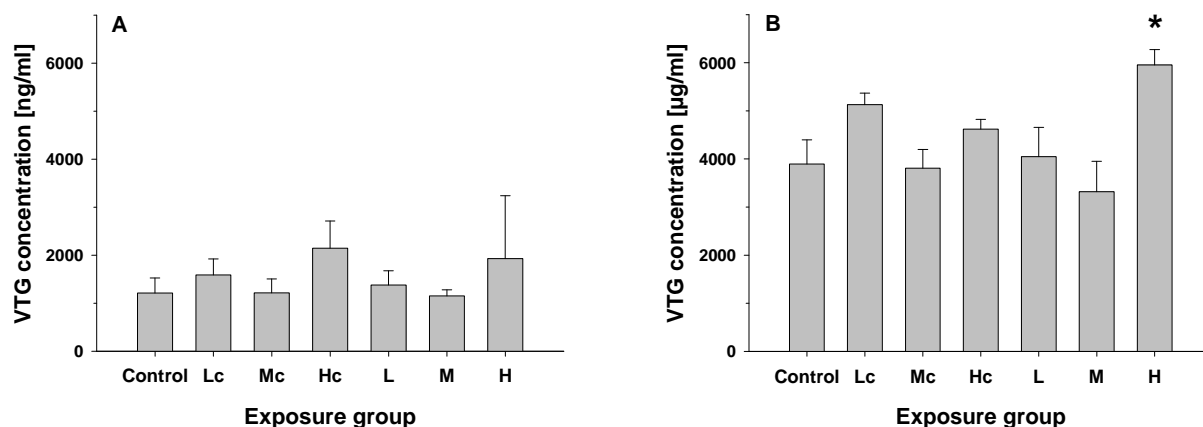 A
VTG concentration [ng/ml]
6000
4000
2000
0
Control Lc Mc Hc L M H
Exposure group
B
*
VTG concentration [µg/ml]
6000
4000
2000
0
Control Lc Mc Hc L M H
Exposure group